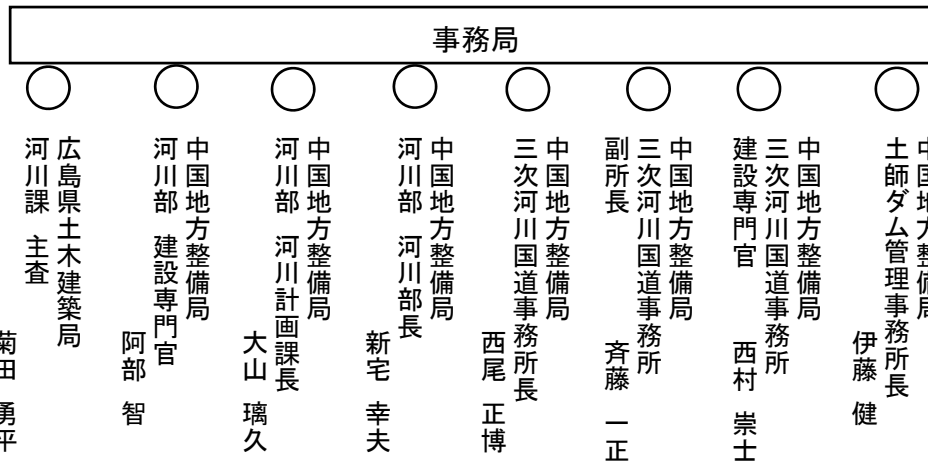 事務局
中国地方整備局
土師ダム管理事務所長
伊藤 健
中国地方整備局
三次河川国道事務所
建設専門官
西村 崇士
中国地方整備局
三次河川国道事務所
副所長
斉藤 一正
中国地方整備局
三次河川国道事務所長
西尾 正博
中国地方整備局
河川部 河川部長
新宅 幸夫
中国地方整備局
河川部 河川計画課長
大山 璃久
中国地方整備局
河川部 建設専門官
阿部 智
広島県土木建築局
河川課 主査
菊田 勇平